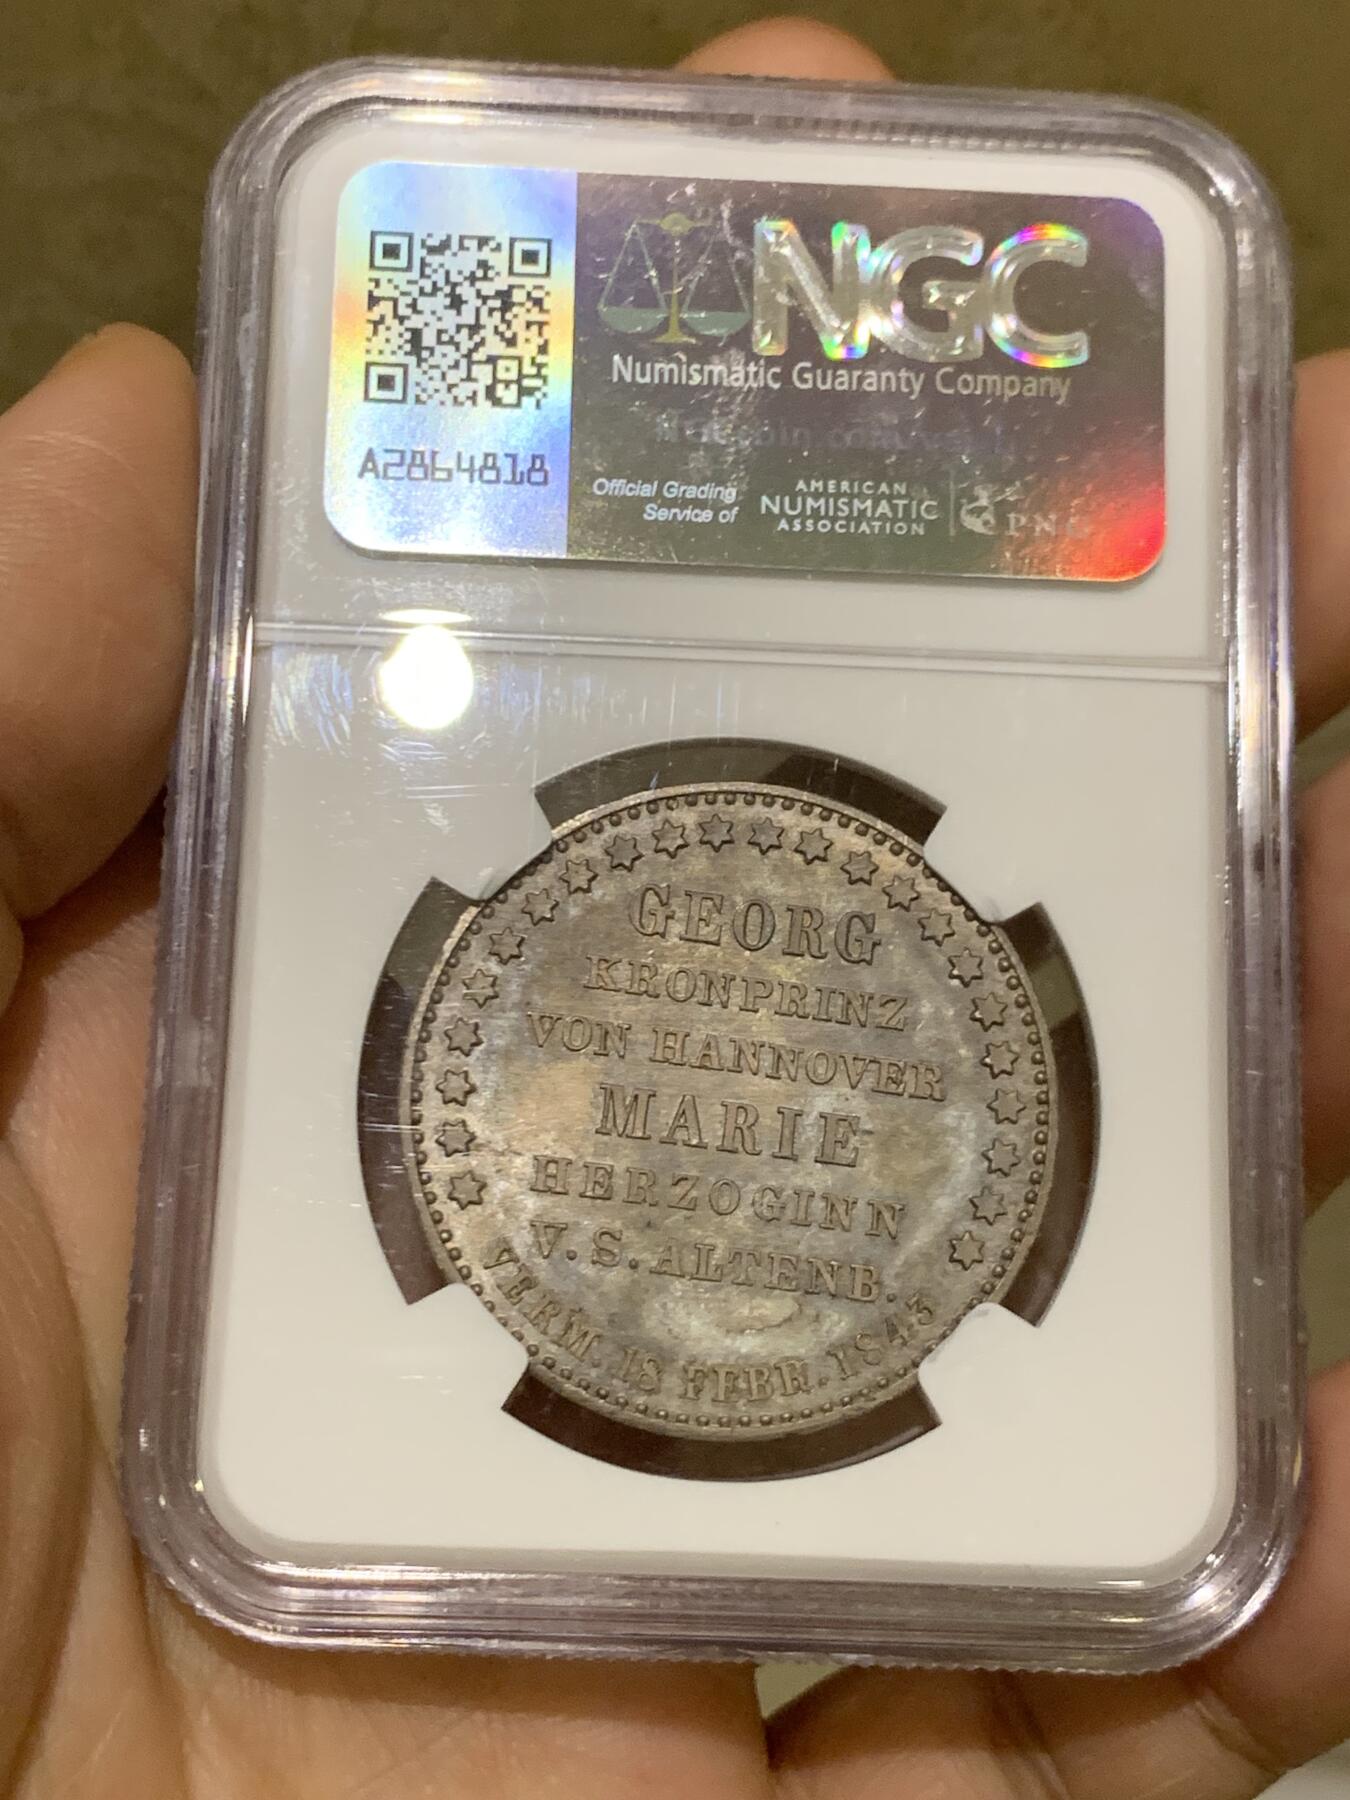 NGC
Numismatic Guaranty Company
A2864818
Official Grading
Service of
AMERICAN
NUMISMATIC
ASSOCIATION
PNG
GEORG
KRONPRINZ
VON HANNOVER
MARIE
HERZOGINN
V. S. ALTENB.
VERM. 18 FEBR. 1843